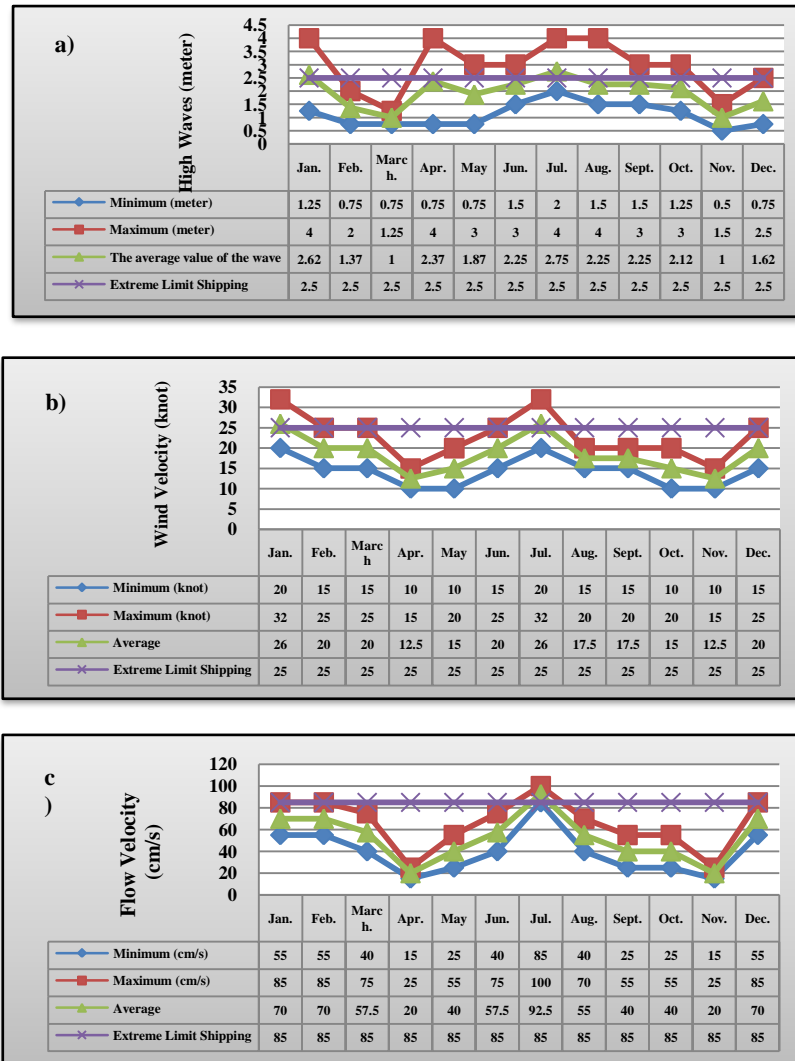 a)
High Waves (meter)
4.5
4
3.5
3
2.5
2
1.5
1
0.5
0
Jan. Feb. Marc h. Apr. May Jun. Jul. Aug. Sept. Oct. Nov. Dec.
Minimum (meter) 1.25 0.75 0.75 0.75 0.75 1.5 2 1.5 1.5 1.25 0.5 0.75
Maximum (meter) 4 2 1.25 4 3 3 4 4 3 3 1.5 2.5
The average value of the wave 2.62 1.37 1 2.37 1.87 2.25 2.75 2.25 2.25 2.12 1 1.62
Extreme Limit Shipping 2.5 2.5 2.5 2.5 2.5 2.5 2.5 2.5 2.5 2.5 2.5 2.5
b)
Wind Velocity (knot)
35
30
25
20
15
10
5
0
Jan. Feb. Marc h Apr. May Jun. Jul. Aug. Sept. Oct. Nov. Dec.
Minimum (knot) 20 15 15 10 10 15 20 15 15 10 10 15
Maximum (knot) 32 25 25 15 20 25 32 20 20 20 15 25
Average 26 20 20 12.5 15 20 26 17.5 17.5 15 12.5 20
Extreme Limit Shipping 25 25 25 25 25 25 25 25 25 25 25 25
c
)
Flow Velocity
(cm/s)
120
100
80
60
40
20
0
Jan. Feb. Marc h. Apr. May Jun. Jul. Aug. Sept. Oct. Nov. Dec.
Minimum (cm/s) 55 55 40 15 25 40 85 40 25 25 15 55
Maximum (cm/s) 85 85 75 25 55 75 100 70 55 55 25 85
Average 70 70 57.5 20 40 57.5 92.5 55 40 40 20 70
Extreme Limit Shipping 85 85 85 85 85 85 85 85 85 85 85 85